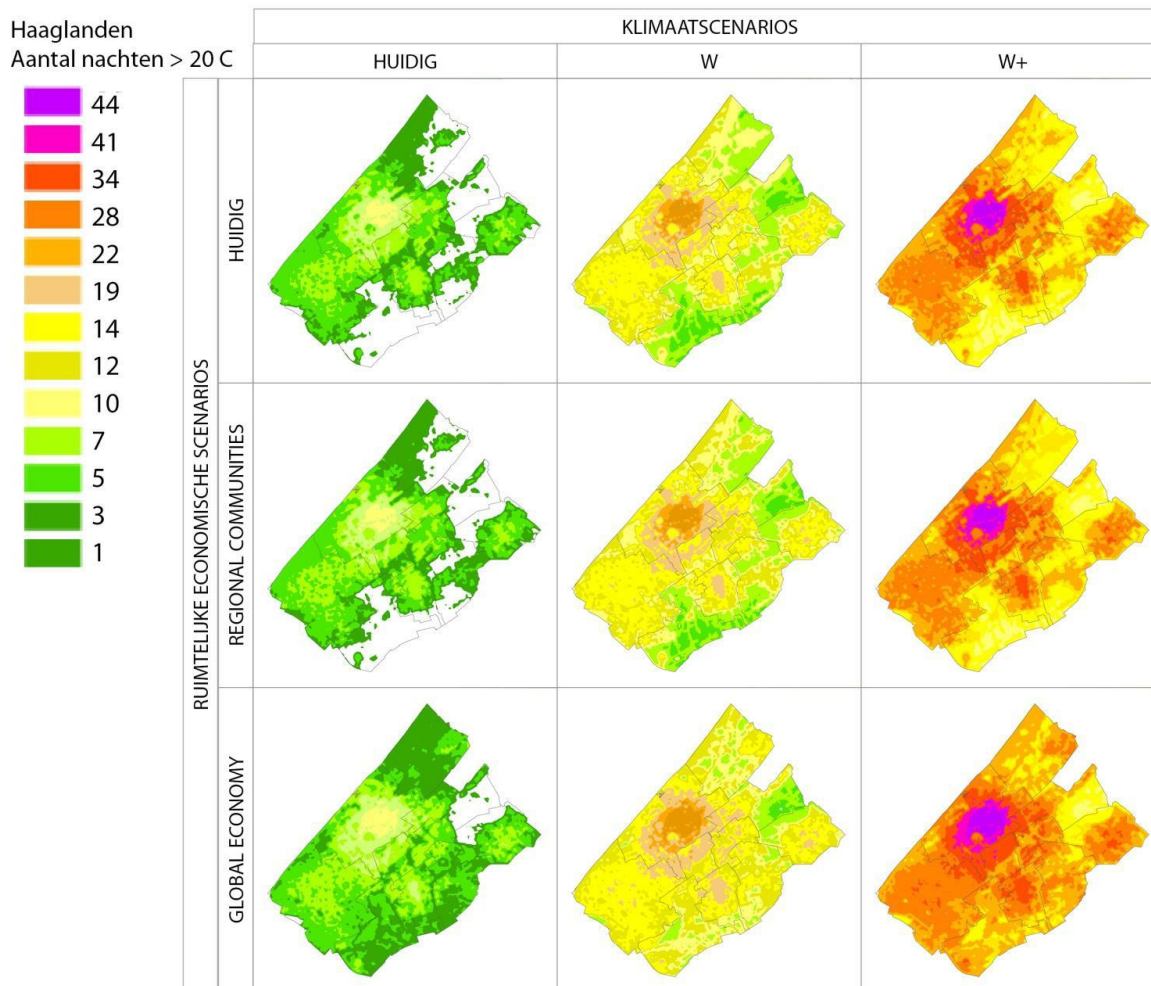 Haaglanden
Aantal nachten > 20 C
44
41
34
28
22
19
14
12
10
7
5
3
1
KLIMAATSCENARIOS
HUIDIG
W
W+
RUIMTELIJKE ECONOMISCHE SCENARIOS
HUIDIG
REGIONAL COMMUNITIES
GLOBAL ECONOMY